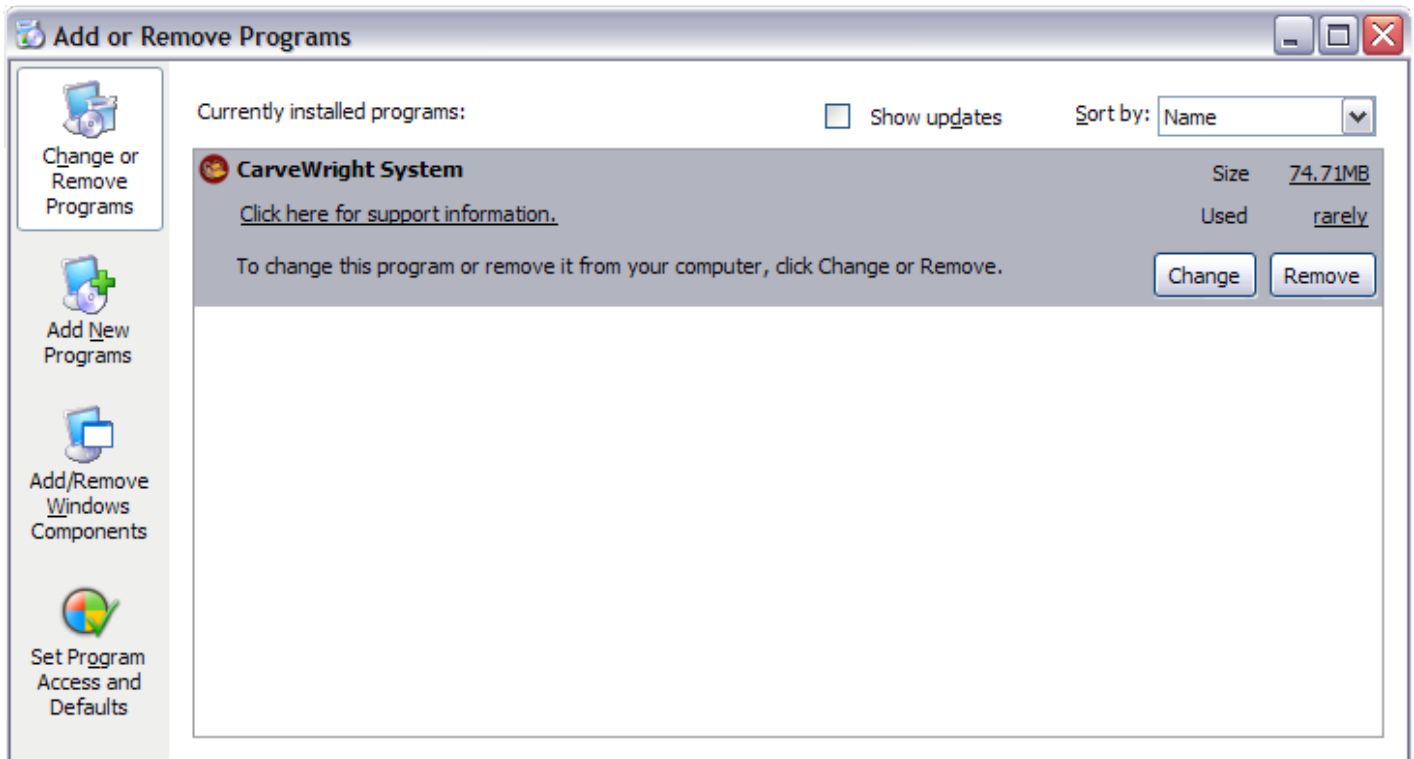 Add or Remove Programs
Change or
Remove
Programs
Add New
Programs
Add/Remove
Windows
Components
Set Program
Access and
Defaults
Currently installed programs:
Show updates
Sort by: Name
CarveWright System
Size 74.71MB
Click here for support information.
Used rarely
To change this program or remove it from your computer, click Change or Remove.
Change Remove